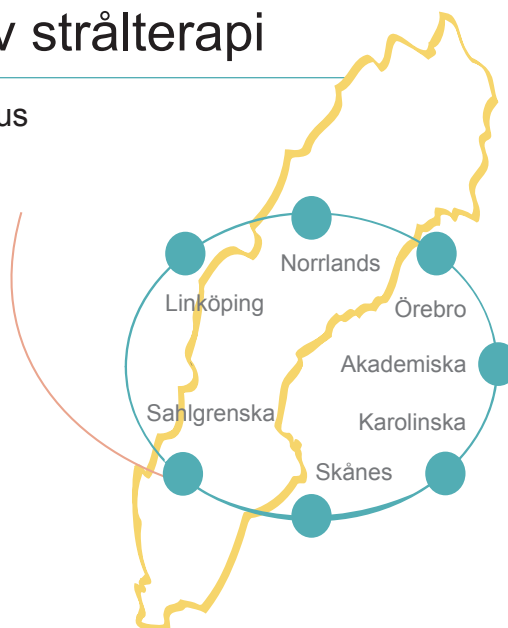 v strålterapi
us
Norrlands
Linköping
Örebro
Akademiska
Sahlgrenska
Karolinska
Skånes